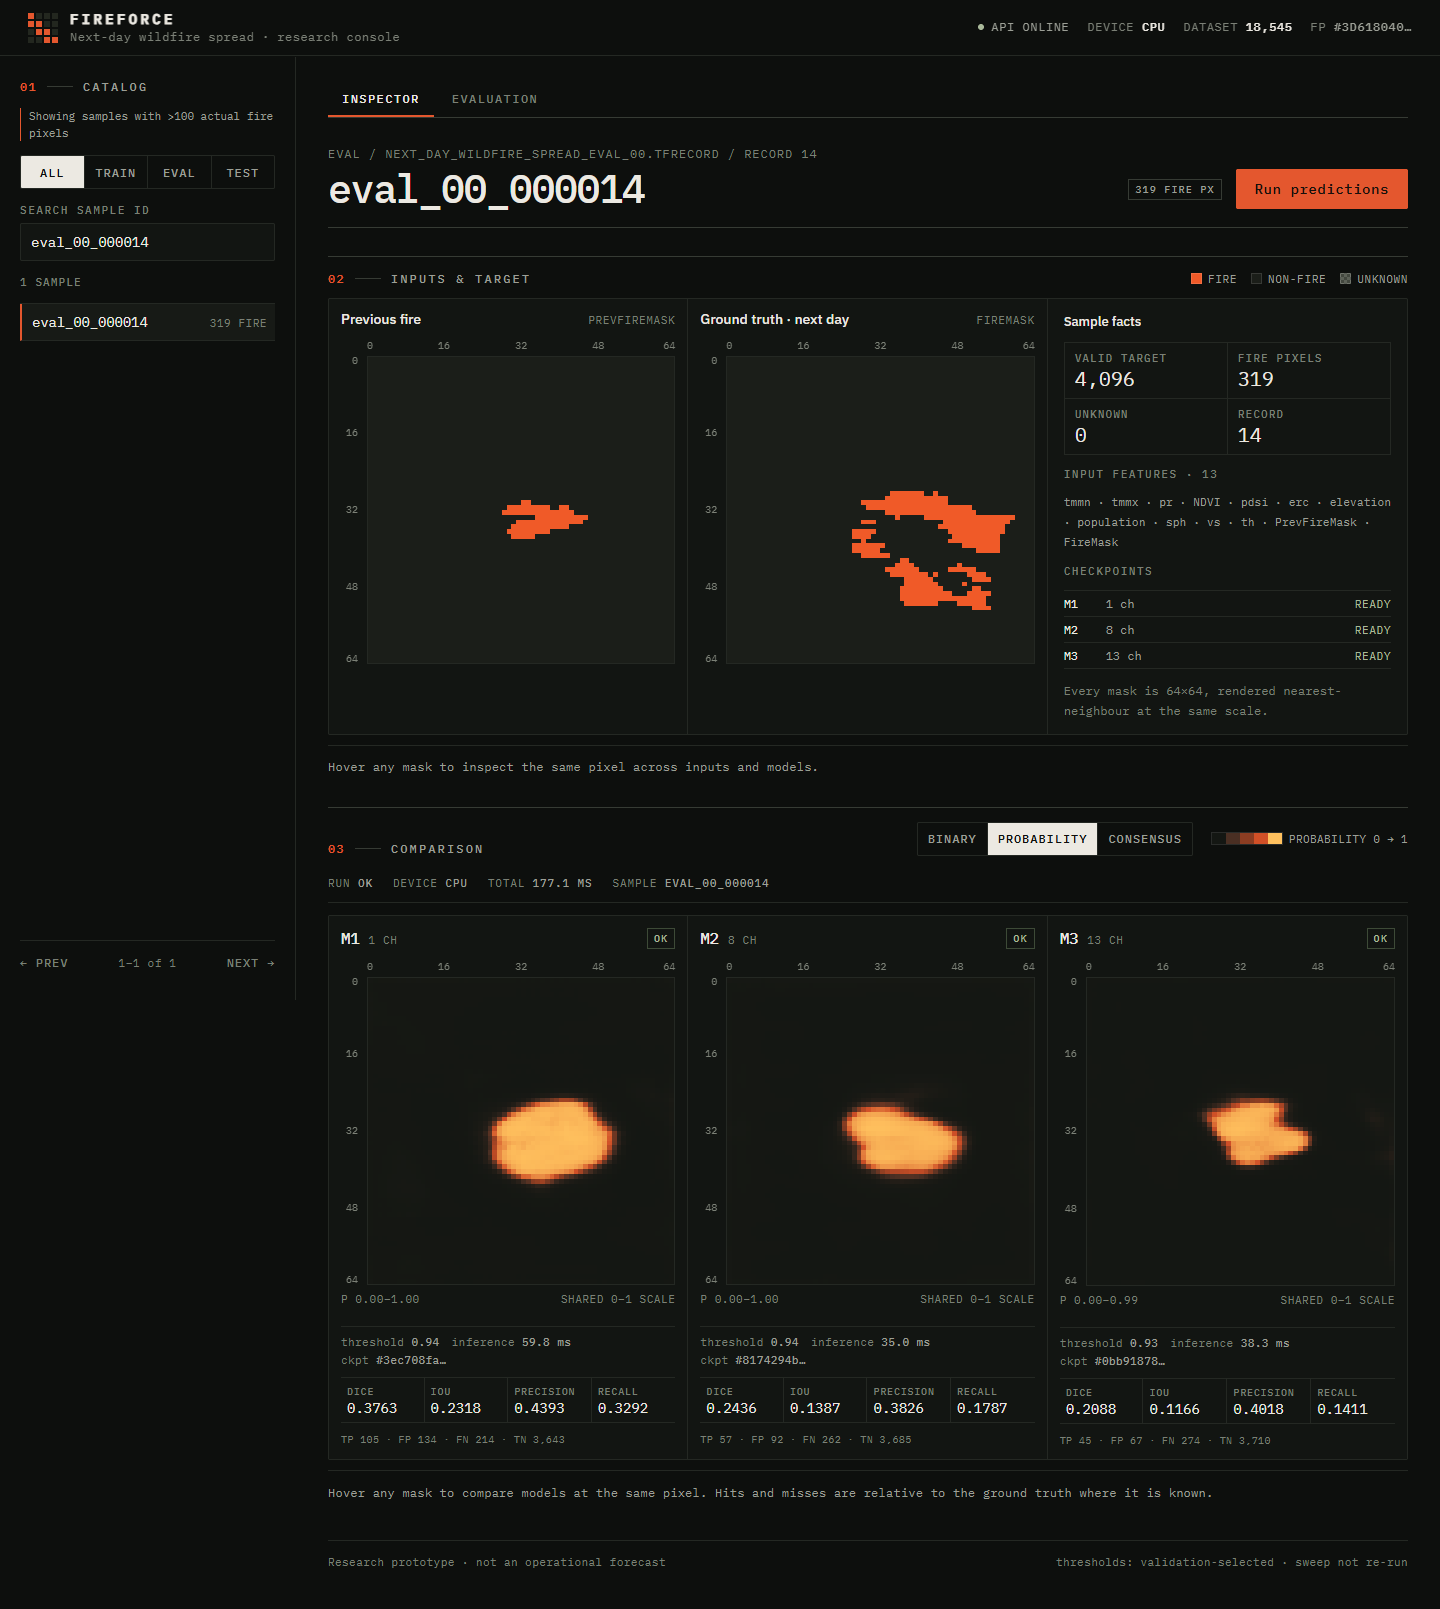 FIREFORCE
Next-day wildfire spread · research console
API ONLINE DEVICE CPU DATASET 18,545 FP #3D618040…
01 CATALOG
Showing samples with >100 actual fire
pixels
ALL TRAIN EVAL TEST
SEARCH SAMPLE ID
eval_00_000014
1 SAMPLE
eval_00_000014 319 FIRE
← PREV 1–1 of 1 NEXT →
INSPECTOR EVALUATION
EVAL / NEXT_DAY_WILDFIRE_SPREAD_EVAL_00.TFRECORD / RECORD 14
eval_00_000014
319 FIRE PX
Run predictions
02 INPUTS & TARGET
FIRE NON-FIRE UNKNOWN
Previous fire PREVFIREMASK
0 16 32 48 64
0
16
32
48
64
Ground truth · next day FIREMASK
0 16 32 48 64
0
16
32
48
64
Sample facts
VALID TARGET
4,096
FIRE PIXELS
319
UNKNOWN
0
RECORD
14
INPUT FEATURES · 13
tmmn · tmmx · pr · NDVI · pdsi · erc · elevation
· population · sph · vs · th · PrevFireMask ·
FireMask
CHECKPOINTS
M1 1 ch READY
M2 8 ch READY
M3 13 ch READY
Every mask is 64×64, rendered nearest-
neighbour at the same scale.
Hover any mask to inspect the same pixel across inputs and models.
03 COMPARISON
BINARY PROBABILITY CONSENSUS
PROBABILITY 0 → 1
RUN OK DEVICE CPU TOTAL 177.1 MS SAMPLE EVAL_00_000014
M1 1 CH OK
0 16 32 48 64
0
16
32
48
64
P 0.00–1.00 SHARED 0–1 SCALE
threshold 0.94 inference 59.8 ms
ckpt #3ec708fa…
DICE IOU PRECISION RECALL
0.3763 0.2318 0.4393 0.3292
TP 105 · FP 134 · FN 214 · TN 3,643
M2 8 CH OK
0 16 32 48 64
0
16
32
48
64
P 0.00–1.00 SHARED 0–1 SCALE
threshold 0.94 inference 35.0 ms
ckpt #8174294b…
DICE IOU PRECISION RECALL
0.2436 0.1387 0.3826 0.1787
TP 57 · FP 92 · FN 262 · TN 3,685
M3 13 CH OK
0 16 32 48 64
0
16
32
48
64
P 0.00–0.99 SHARED 0–1 SCALE
threshold 0.93 inference 38.3 ms
ckpt #0bb91878…
DICE IOU PRECISION RECALL
0.2088 0.1166 0.4018 0.1411
TP 45 · FP 67 · FN 274 · TN 3,710
Hover any mask to compare models at the same pixel. Hits and misses are relative to the ground truth where it is known.
Research prototype · not an operational forecast
thresholds: validation-selected · sweep not re-run